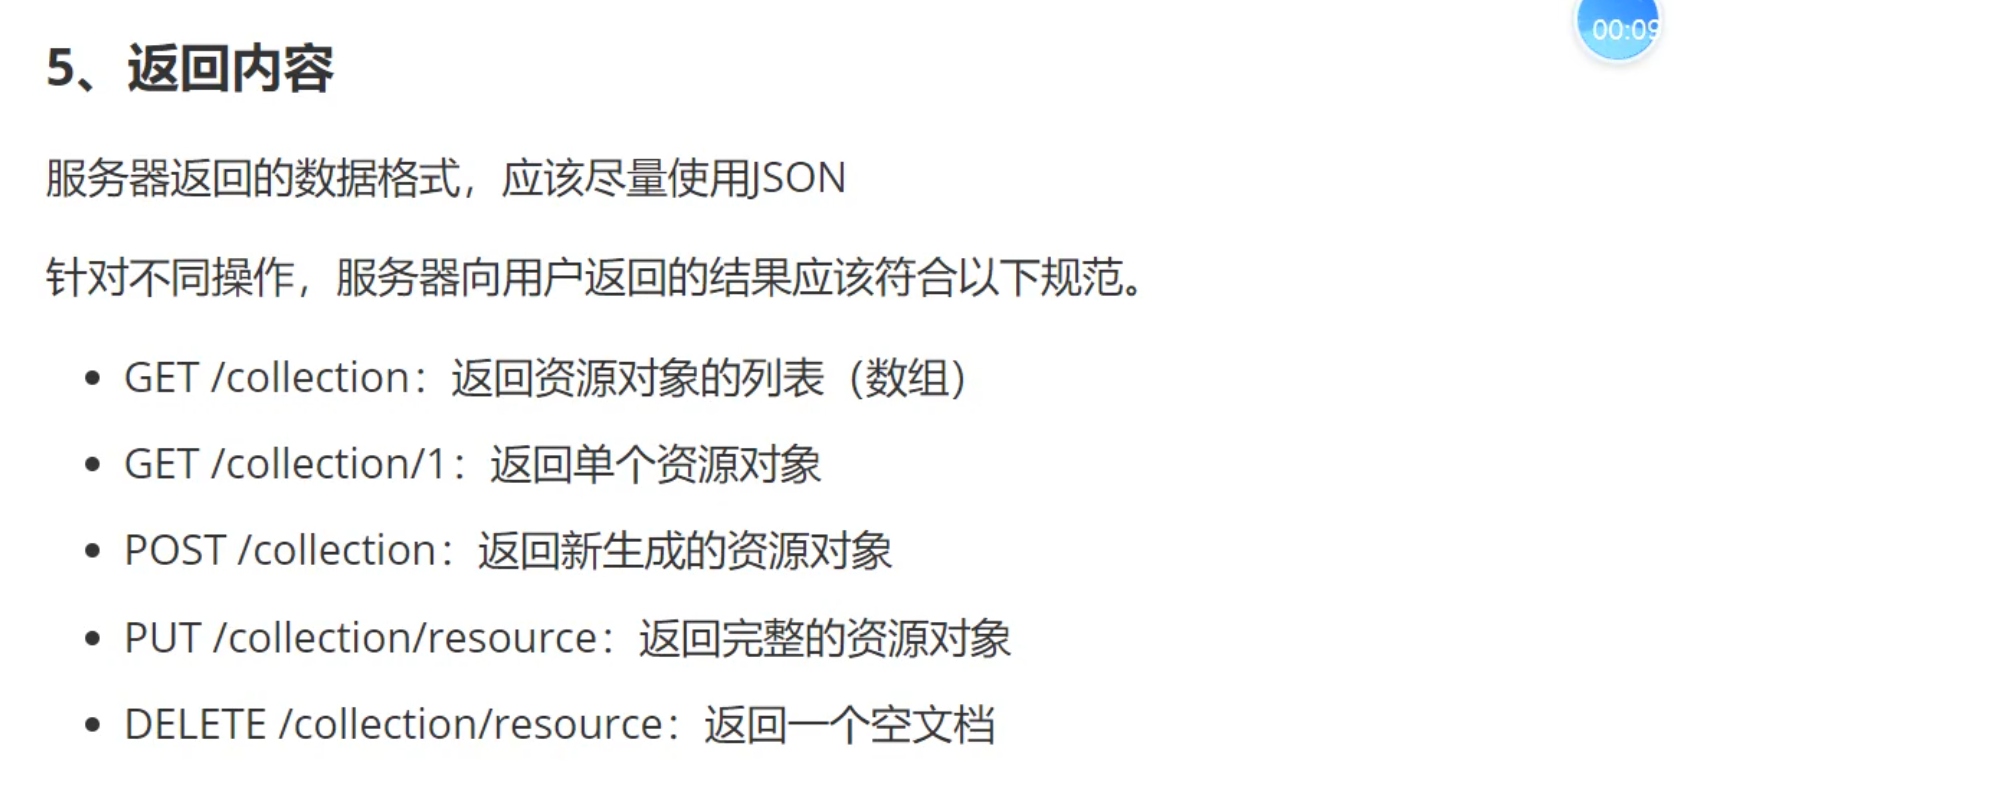 5、返回内容
00:09
服务器返回的数据格式，应该尽量使用JSON
针对不同操作，服务器向用户返回的结果应该符合以下规范。
• GET /collection：返回资源对象的列表（数组）
• GET /collection/1：返回单个资源对象
• POST /collection：返回新生成的资源对象
• PUT /collection/resource：返回完整的资源对象
• DELETE /collection/resource：返回一个空文档